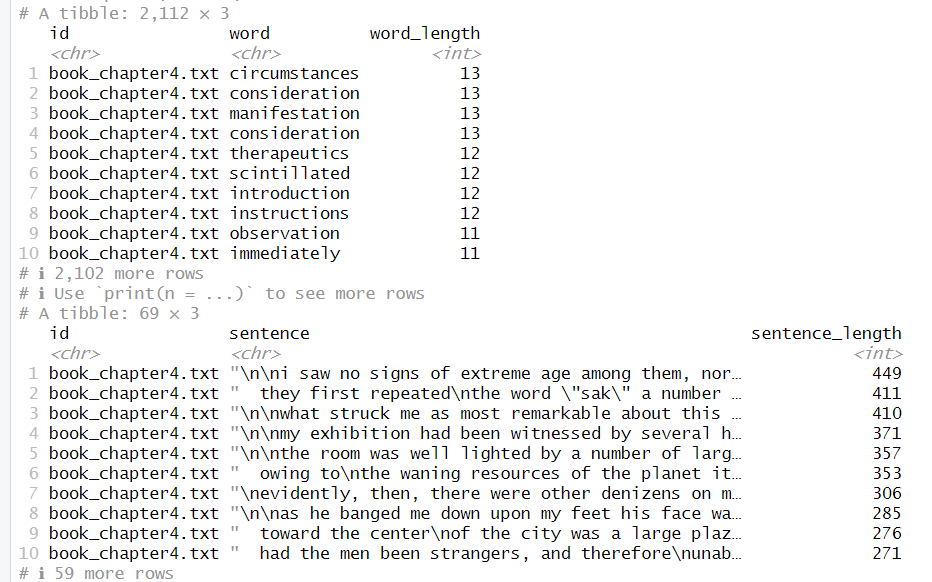 # A tibble: 2,112 × 3
id word word_length
<chr> <chr> <int>
1 book_chapter4.txt circumstances 13
2 book_chapter4.txt consideration 13
3 book_chapter4.txt manifestation 13
4 book_chapter4.txt consideration 13
5 book_chapter4.txt therapeutics 12
6 book_chapter4.txt scintillated 12
7 book_chapter4.txt introduction 12
8 book_chapter4.txt instructions 12
9 book_chapter4.txt observation 11
10 book_chapter4.txt immediately 11
# ℹ 2,102 more rows
# ℹ Use `print(n = ...)` to see more rows
# A tibble: 69 × 3
id sentence sentence_length
<chr> <chr> <int>
1 book_chapter4.txt "\n\ni saw no signs of extreme age among them, nor… 449
2 book_chapter4.txt "  they first repeated\nthe word \"sak\" a number … 411
3 book_chapter4.txt "\n\nwhat struck me as most remarkable about this … 410
4 book_chapter4.txt "\n\nmy exhibition had been witnessed by several h… 371
5 book_chapter4.txt "\n\nthe room was well lighted by a number of larg… 357
6 book_chapter4.txt "  owing to\nthe waning resources of the planet it… 353
7 book_chapter4.txt "\nevidently, then, there were other denizens on m… 306
8 book_chapter4.txt "\n\nas he banged me down upon my feet his face wa… 285
9 book_chapter4.txt "  toward the center\nof the city was a large plaz… 276
10 book_chapter4.txt "  had the men been strangers, and therefore\nunab… 271
# ℹ 59 more rows